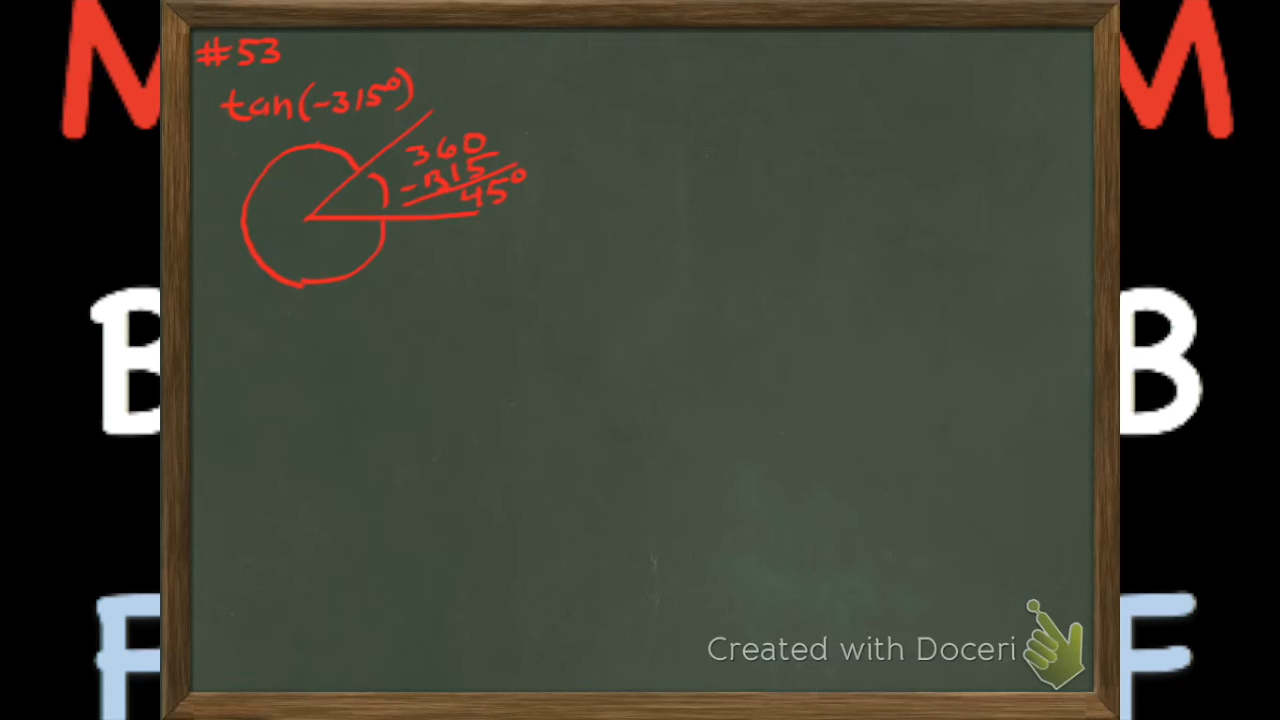 #53
tan(-315°)
360
-315
45°
M M
B B
F F
Created with Doceri